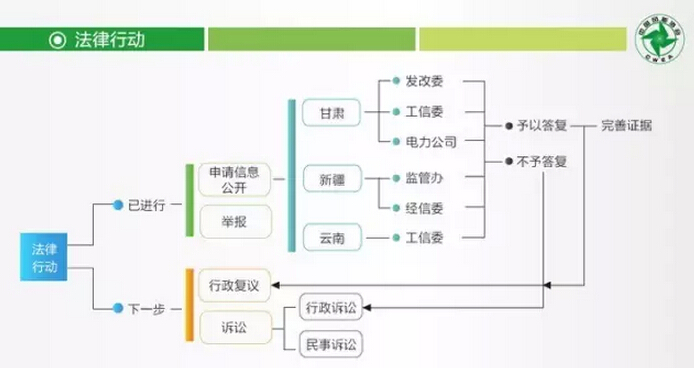 法律行动
CWEA
发改委
甘肃
工信委
予以答复
完善证据
电力公司
不予答复
申请信息
公开
新疆
监管办
已进行
经信委
举报
云南
工信委
法律
行动
行政复议
下一步
行政诉讼
诉讼
民事诉讼